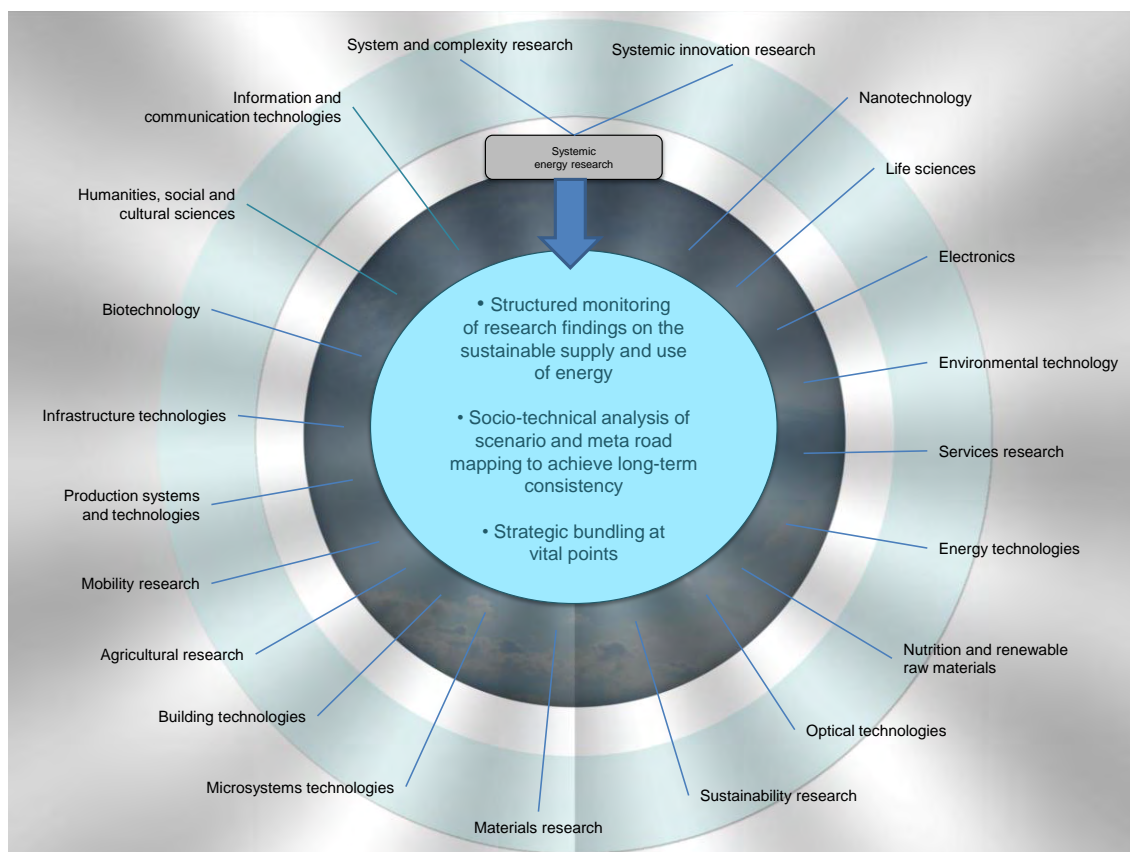 System and complexity research
Systemic innovation research
Information and
communication technologies
Nanotechnology
Systemic
energy research
Life sciences
Humanities, social and
cultural sciences
Electronics
Biotechnology
• Structured monitoring
of research findings on the
sustainable supply and use
of energy
Environmental technology
Infrastructure technologies
• Socio-technical analysis of
scenario and meta road
mapping to achieve long-term
consistency
Services research
Production systems
and technologies
• Strategic bundling at
vital points
Energy technologies
Mobility research
Nutrition and renewable
raw materials
Agricultural research
Building technologies
Optical technologies
Microsystems technologies
Sustainability research
Materials research